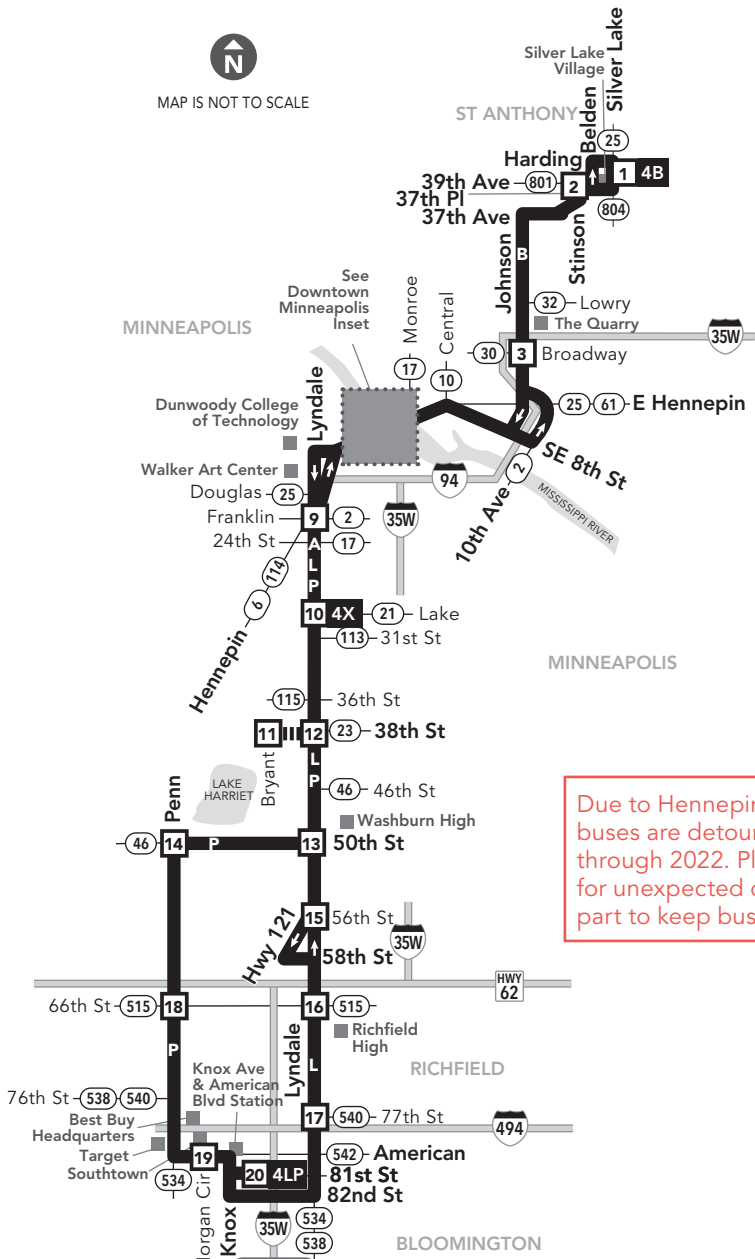 N
MAP IS NOT TO SCALE
Silver Lake
Village
Silver Lake
ST ANTHONY
Belden
25
Harding
1 4B
39th Ave 801 2
37th Pl
804
37th Ave
Johnson
Stinson
B
See
Downtown
Minneapolis
Inset
Monroe
Central
32 Lowry
The Quarry
MINNEAPOLIS
35W
17
30 3 Broadway
10
Lyndale
25 61 E Hennepin
Dunwoody College
of Technology
SE 8th St
Walker Art Center
94
2
10th Ave
MISSISSIPPI RIVER
Douglas 25
Franklin 9 2
35W
24th St A 17
L
P
114
6
Hennepin
10 4X 21 Lake
113 31st St
MINNEAPOLIS
115 36th St
11 12 23 38th St
Bryant
L
P
LAKE
HARRIET
46 46th St
Penn
Washburn High
46 14 P 13 50th St
Due to Hennepin
buses are detour
through 2022. Pl
for unexpected
part to keep bus
15 56th St
Hwy 121
35W
58th St
HWY
62
66th St 515 18 16 515
Richfield
High
Lyndale
P
L
RICHFIELD
Knox Ave
& American
Blvd Station
76th St 538 540
Best Buy
Headquarters
17 540 77th St
494
Target
Southtown
19
542 American
534
20 4LP 81st St
82nd St
Cir
Knox
35W
534
538
BLOOMINGTON